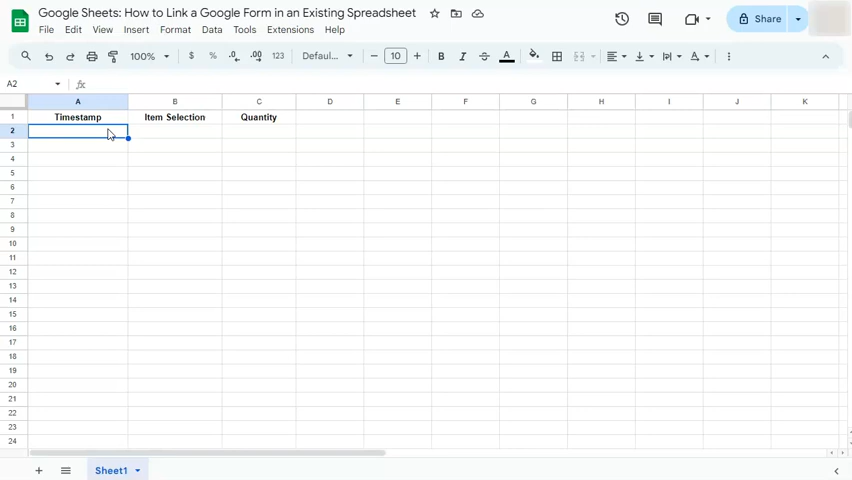 Google Sheets: How to Link a Google Form in an Existing Spreadsheet
File Edit View Insert Format Data Tools Extensions Help
Share
100% $ % .0 .00 123 Defaul... 10 B I S A
A2 fx
A B C D E F G H I J K
1 Timestamp Item Selection Quantity
2
3
4
5
6
7
8
9
10
11
12
13
14
15
16
17
18
19
20
21
22
23
24
Sheet1